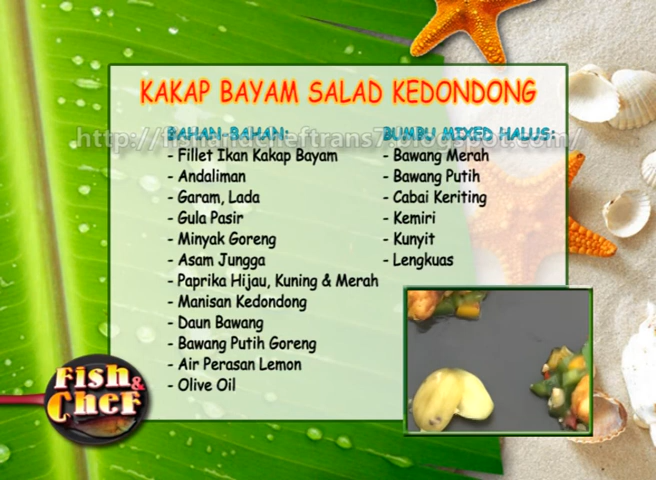 KAKAP BAYAM SALAD KEDONDONG
BAHAN-BAHAN:
- Fillet Ikan Kakap Bayam
- Andaliman
- Garam, Lada
- Gula Pasir
- Minyak Goreng
- Asam Jungga
- Paprika Hijau, Kuning & Merah
- Manisan Kedondong
- Daun Bawang
- Bawang Putih Goreng
- Air Perasan Lemon
- Olive Oil
BUMBU MIXED HALUS:
- Bawang Merah
- Bawang Putih
- Cabai Keriting
- Kemiri
- Kunyit
- Lengkuas
http://fishandcheftrans7.blogspot.com/
Fish &
Chef